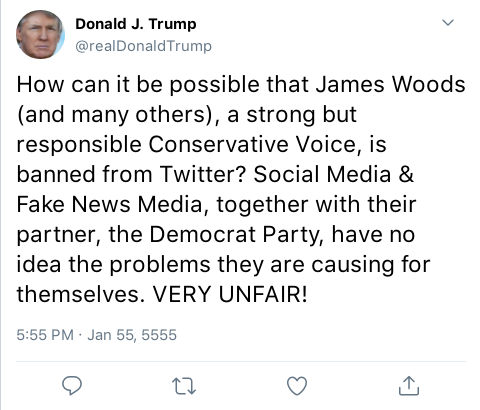 Donald J. Trump
@realDonaldTrump
How can it be possible that James Woods
(and many others), a strong but
responsible Conservative Voice, is
banned from Twitter? Social Media &
Fake News Media, together with their
partner, the Democrat Party, have no
idea the problems they are causing for
themselves. VERY UNFAIR!
5:55 PM · Jan 55, 5555